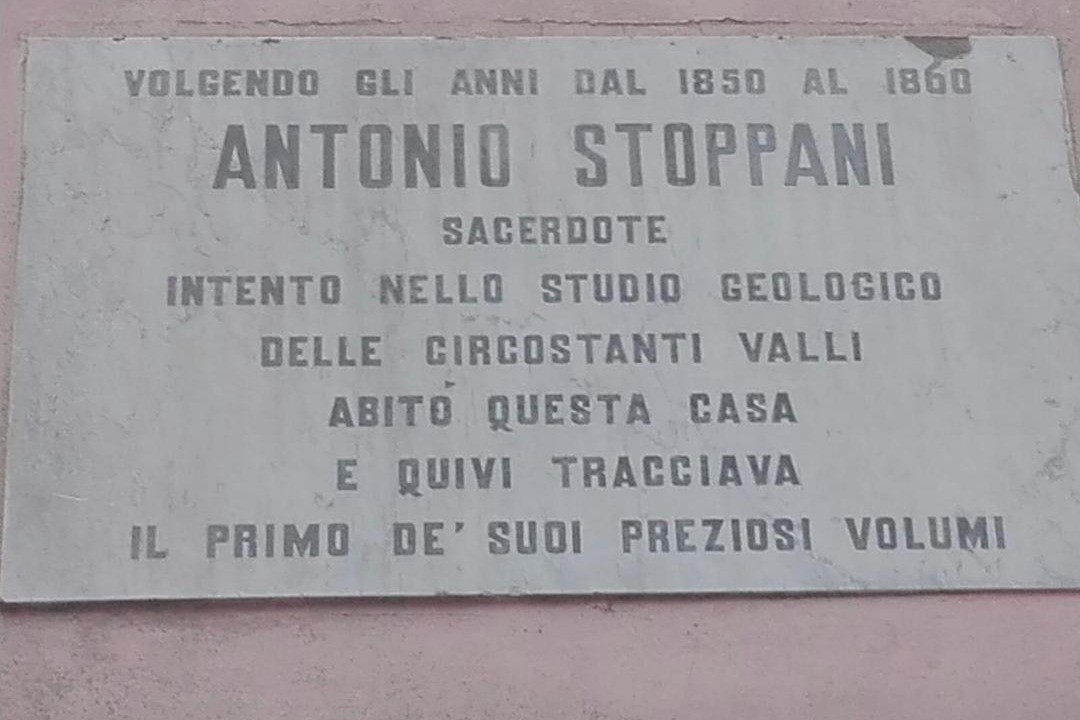 VOLGENDO GLI ANNI DAL 1850 AL 1860
ANTONIO STOPPANI
SACERDOTE
INTENTO NELLO STUDIO GEOLOGICO
DELLE CIRCOSTANTI VALLI
ABITÒ QUESTA CASA
E QUIVI TRACCIAVA
IL PRIMO DE' SUOI PREZIOSI VOLUMI